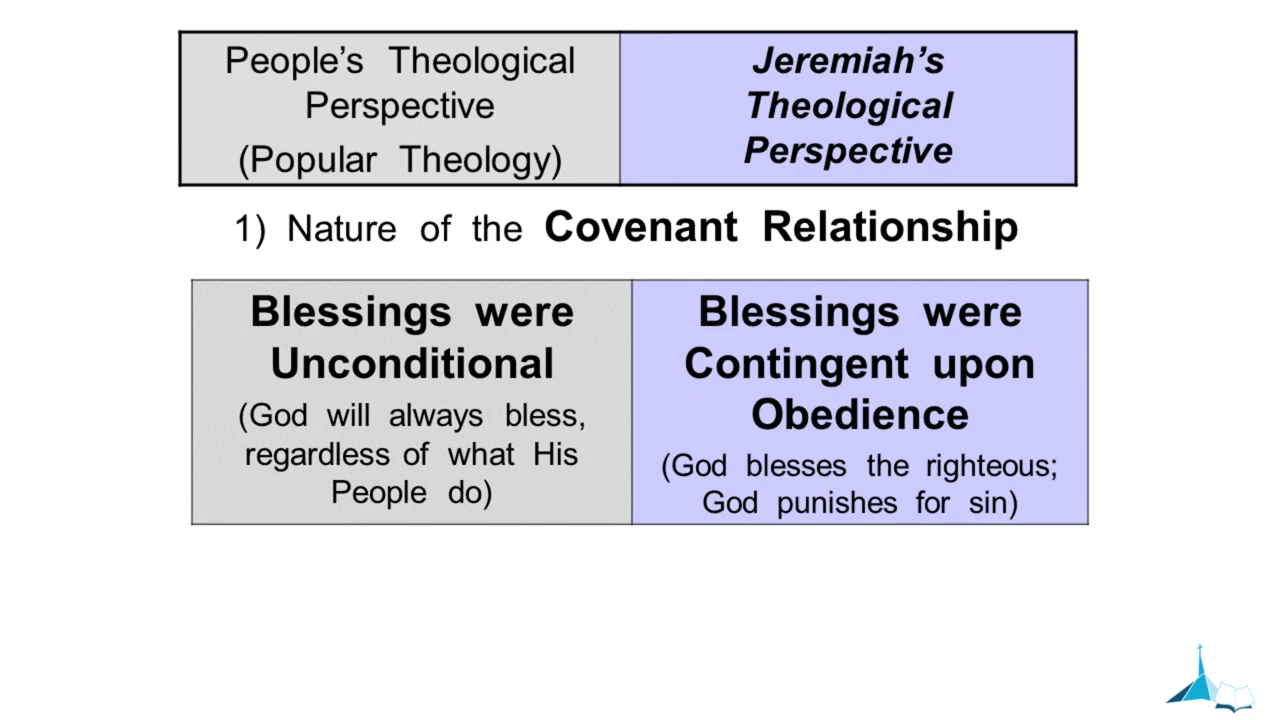 People’s Theological
Perspective
(Popular Theology)
Jeremiah’s
Theological
Perspective
1) Nature of the Covenant Relationship
Blessings were
Unconditional
(God will always bless,
regardless of what His
People do)
Blessings were
Contingent upon
Obedience
(God blesses the righteous;
God punishes for sin)